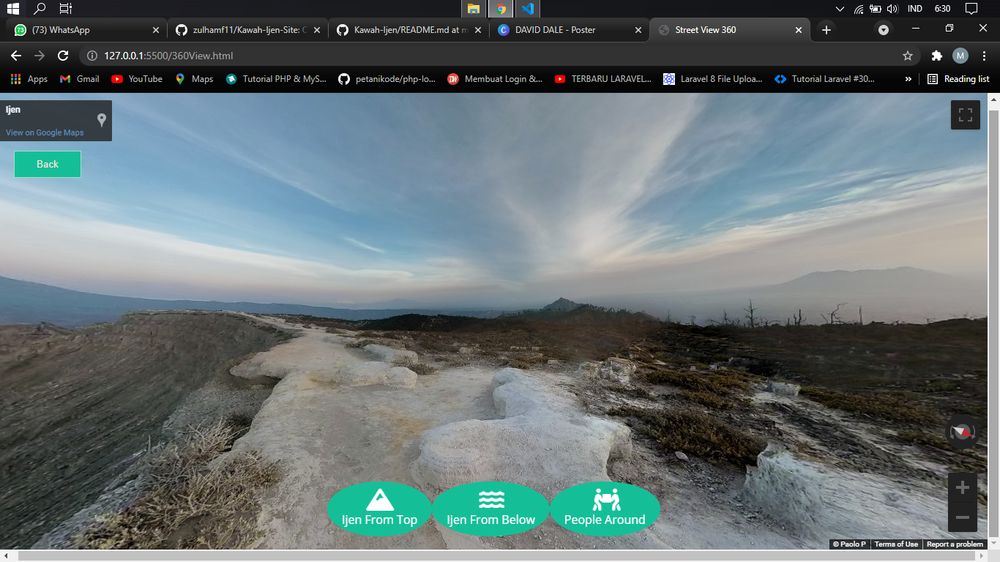 IND 6:30
(73) WhatsApp
zulhamf11/Kawah-Ijen-Site: C
Kawah-Ijen/README.md at m
DAVID DALE - Poster
Street View 360
127.0.0.1:5500/360View.html
M
Apps
Gmail
YouTube
Maps
Tutorial PHP & MyS...
petanikode/php-lo...
Membuat Login &...
TERBARU LARAVEL...
Laravel 8 File Uploa...
Tutorial Laravel #30...
»
Reading list
Ijen
View on Google Maps
Back
Ijen From Top
Ijen From Below
People Around
© Paolo P
Terms of Use
Report a problem